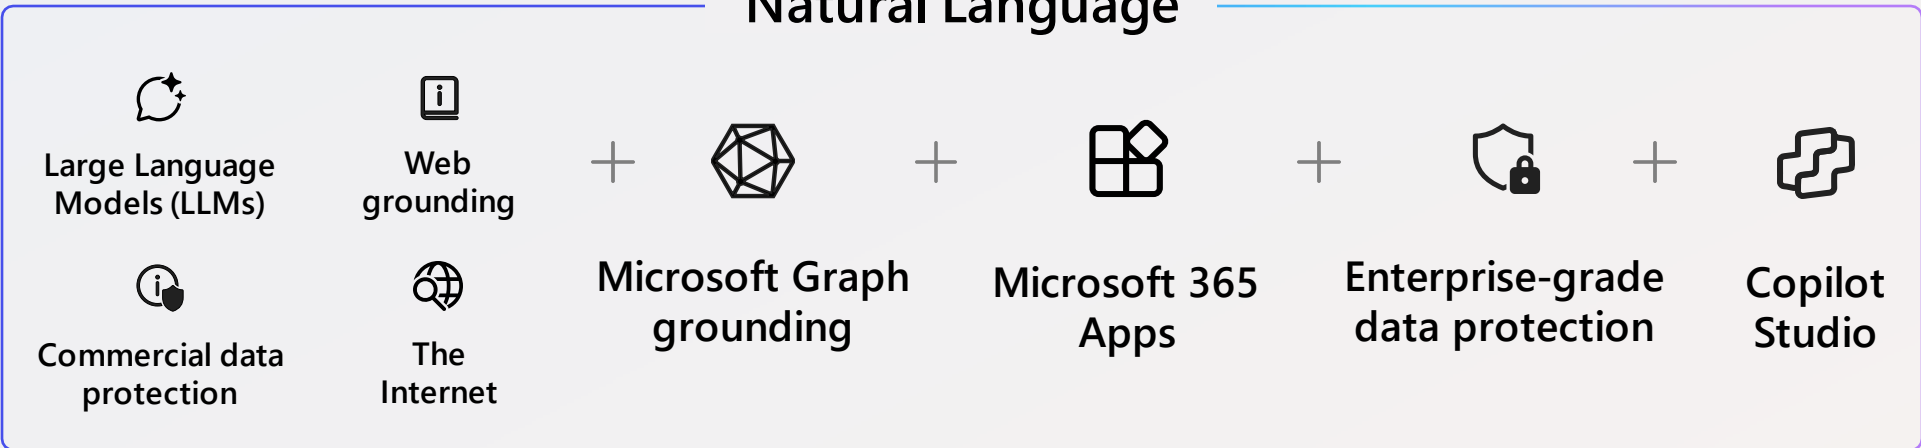 Natural Language
Large Language
Models (LLMs)
Web
grounding
Commercial data
protection
The
Internet
Microsoft Graph
grounding
Microsoft 365
Apps
Enterprise-grade
data protection
Copilot
Studio